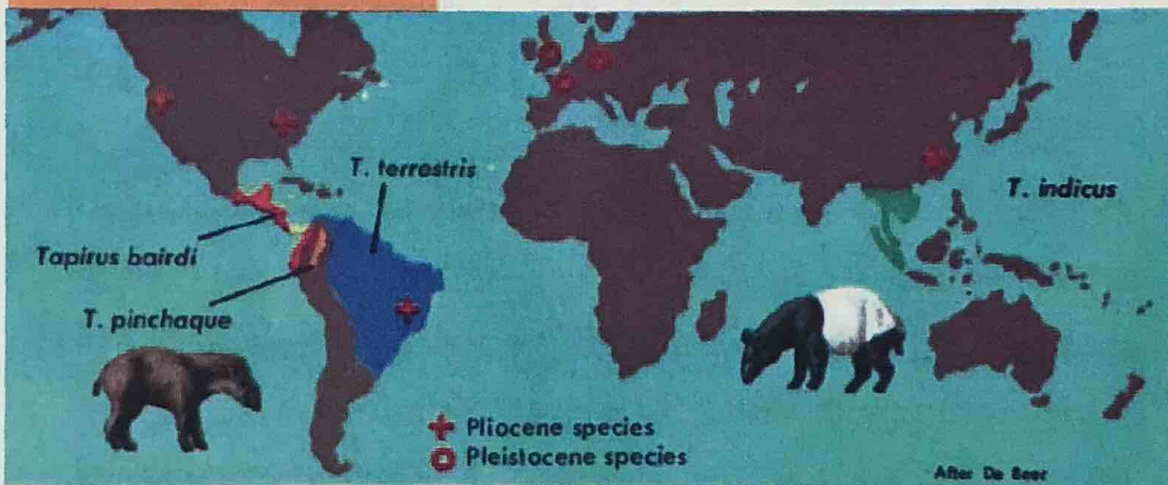 T. terrestris
T. indicus
Tapirus bairdi
T. pinchaque
Pliocene species
Pleistocene species
After De Beer